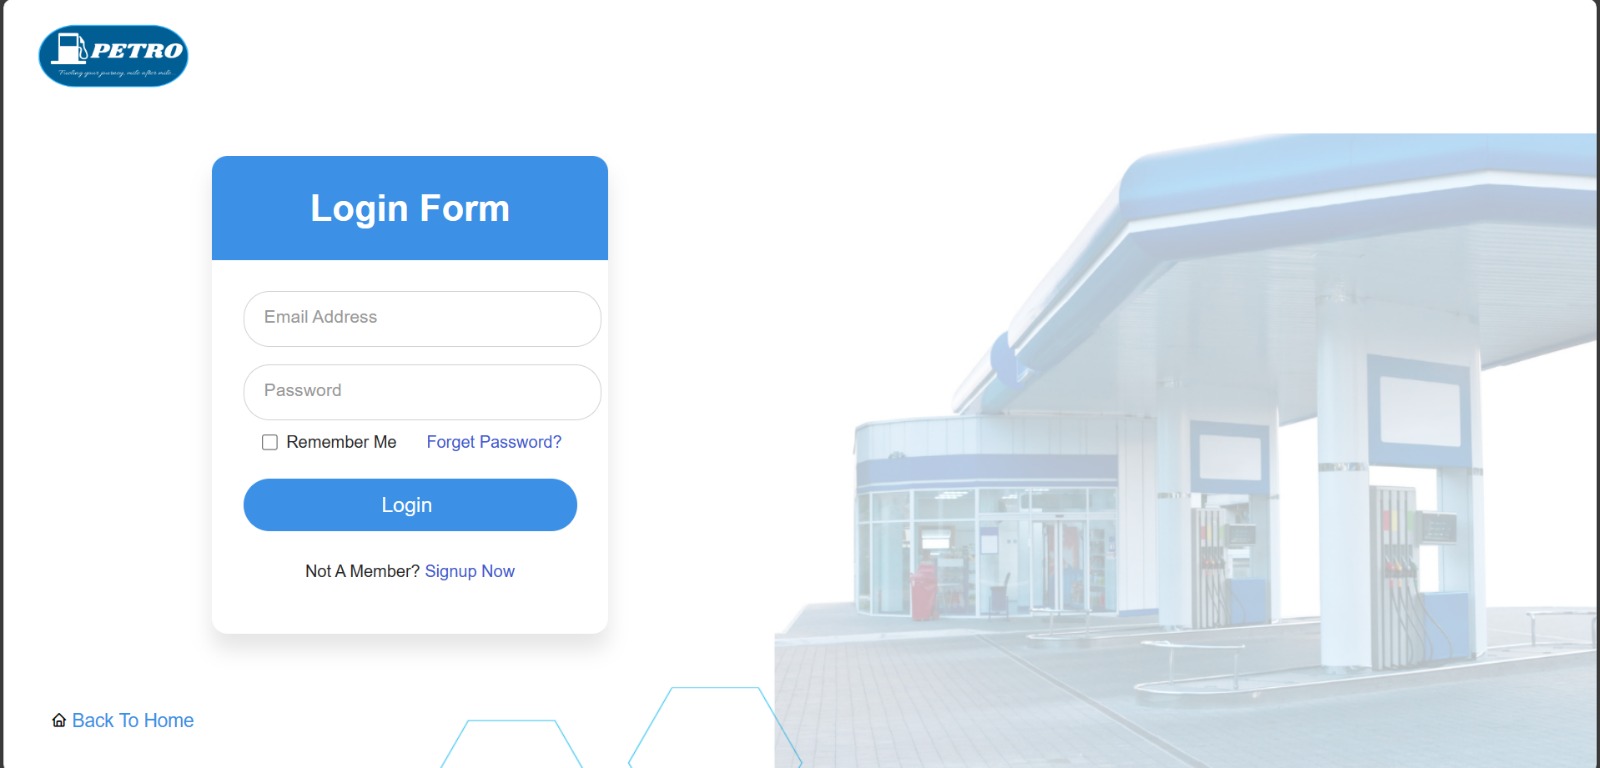 PETRO
Fueling your journey, mile after mile
Login Form
Email Address
Password
Remember Me Forget Password?
Login
Not A Member? Signup Now
Back To Home